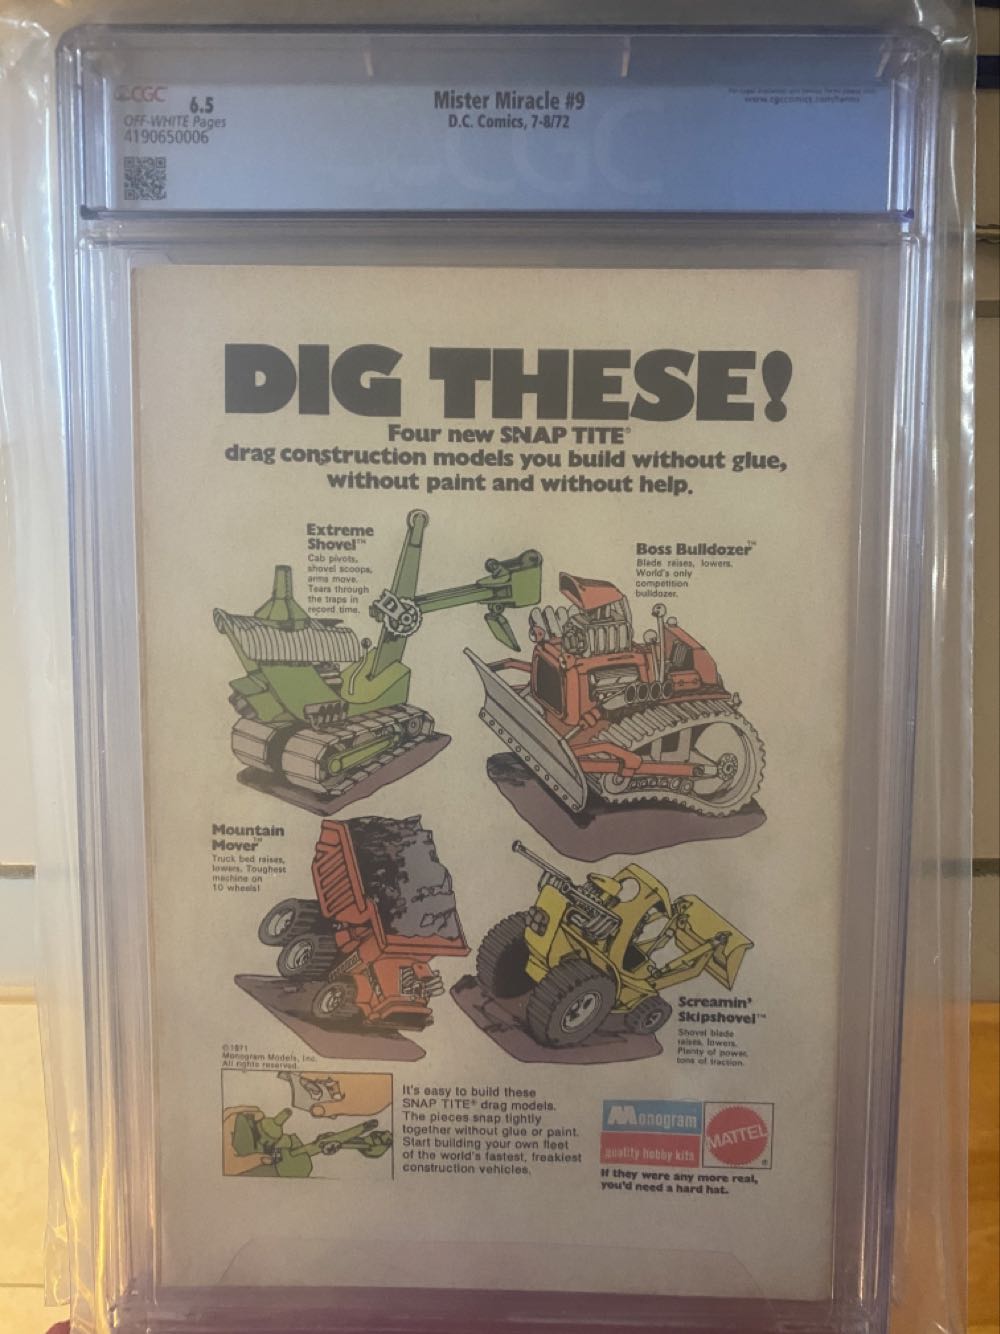 CGC
6.5
OFF-WHITE Pages
4190650006
Mister Miracle #9
D.C. Comics, 7-8/72
www.cgccomics.com/terms
CGC
DIG THESE!
Four new SNAP TITE®
drag construction models you build without glue,
without paint and without help.
Extreme
Shovel™
Cab pivots,
shovel scoops,
arms move.
Tears through
the traps in
record time.
Boss Bulldozer™
Blade raises, lowers.
World's only
competition
bulldozer.
Mountain
Mover™
Truck bed raises,
lowers. Toughest
machine on
10 wheels!
Screamin'
Skipshovel™
Shovel blade
raises, lowers.
Plenty of power,
tons of traction.
©1971
Monogram Models, Inc.
All rights reserved.
It's easy to build these
SNAP TITE® drag models.
The pieces snap tightly
together without glue or paint.
Start building your own fleet
of the world's fastest, freakiest
construction vehicles.
Monogram
quality hobby kits
MATTEL
®
If they were any more real,
you'd need a hard hat.